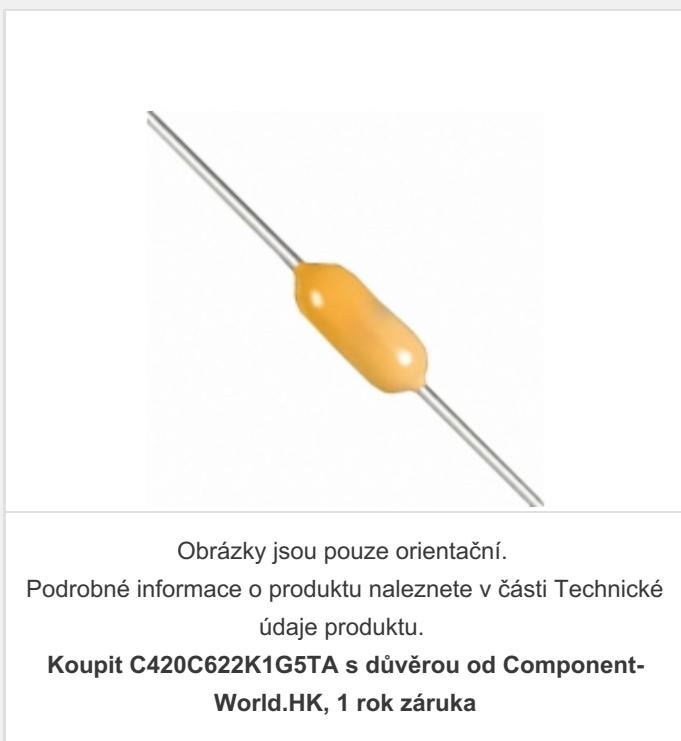 Obrázky jsou pouze orientační.
Podrobné informace o produktu naleznete v části Technické
údaje produktu.
Koupit C420C622K1G5TA s důvěrou od Component-
World.HK, 1 rok záruka